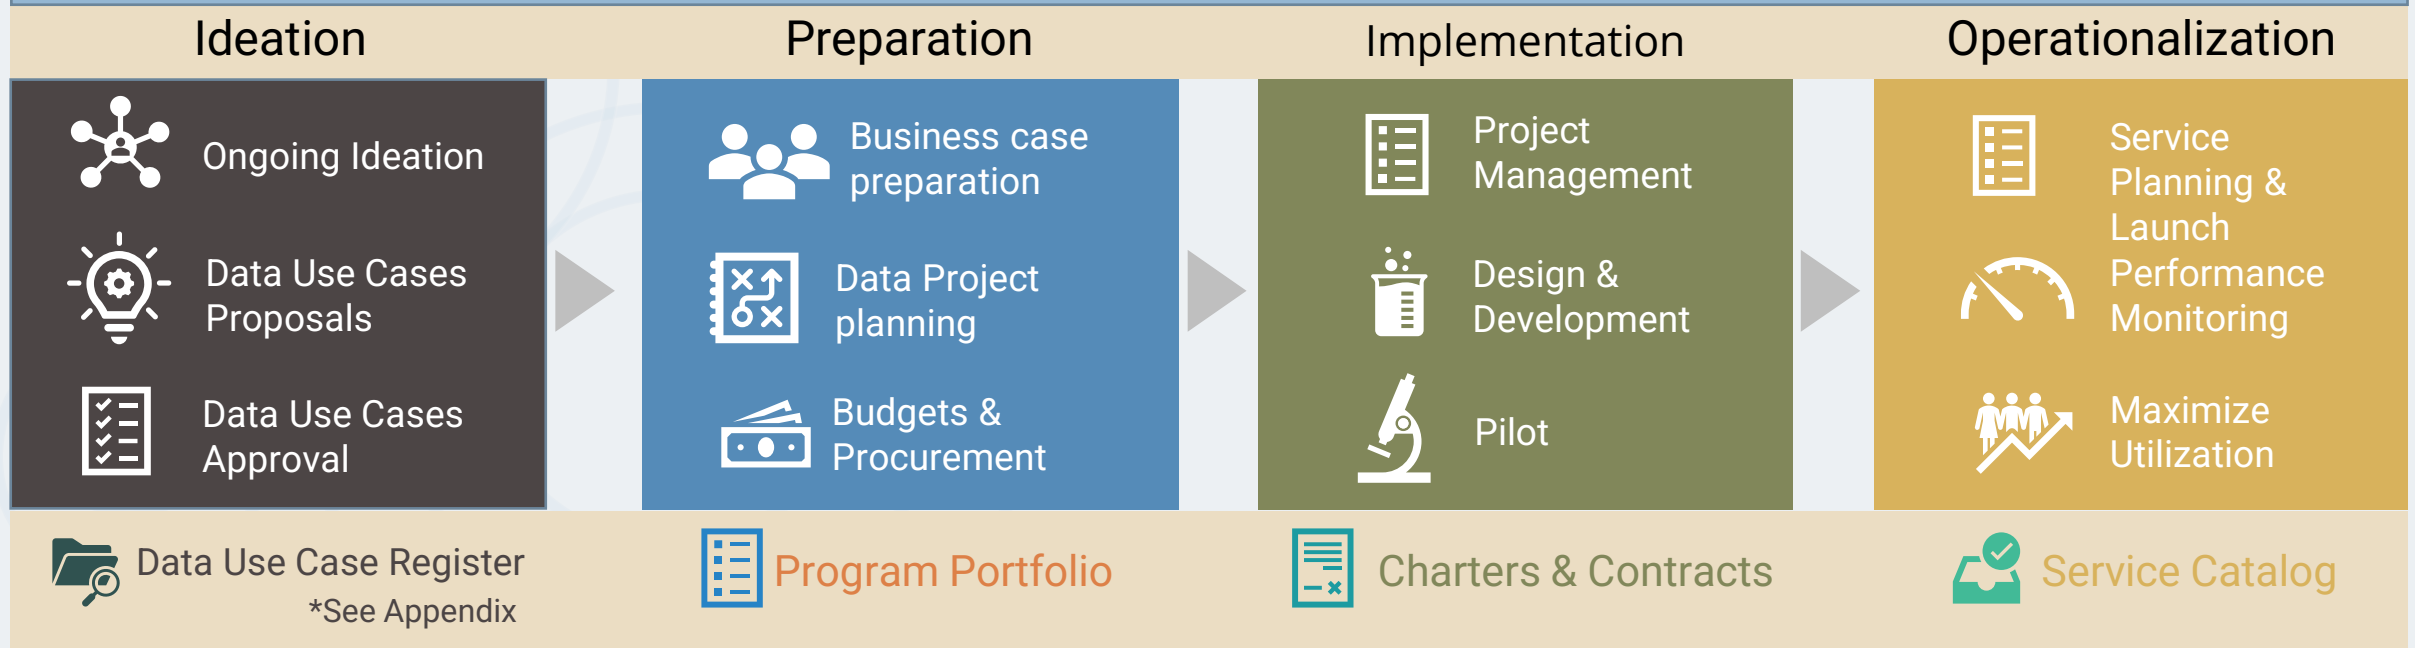 Ideation
Preparation
Implementation
Operationalization
Ongoing Ideation
Data Use Cases
Proposals
Data Use Cases
Approval
Business case
preparation
Data Project
planning
Budgets &
Procurement
Project
Management
Design &
Development
Pilot
Service
Planning &
Launch
Performance
Monitoring
Maximize
Utilization
Data Use Case Register
*See Appendix
Program Portfolio
Charters & Contracts
Service Catalog